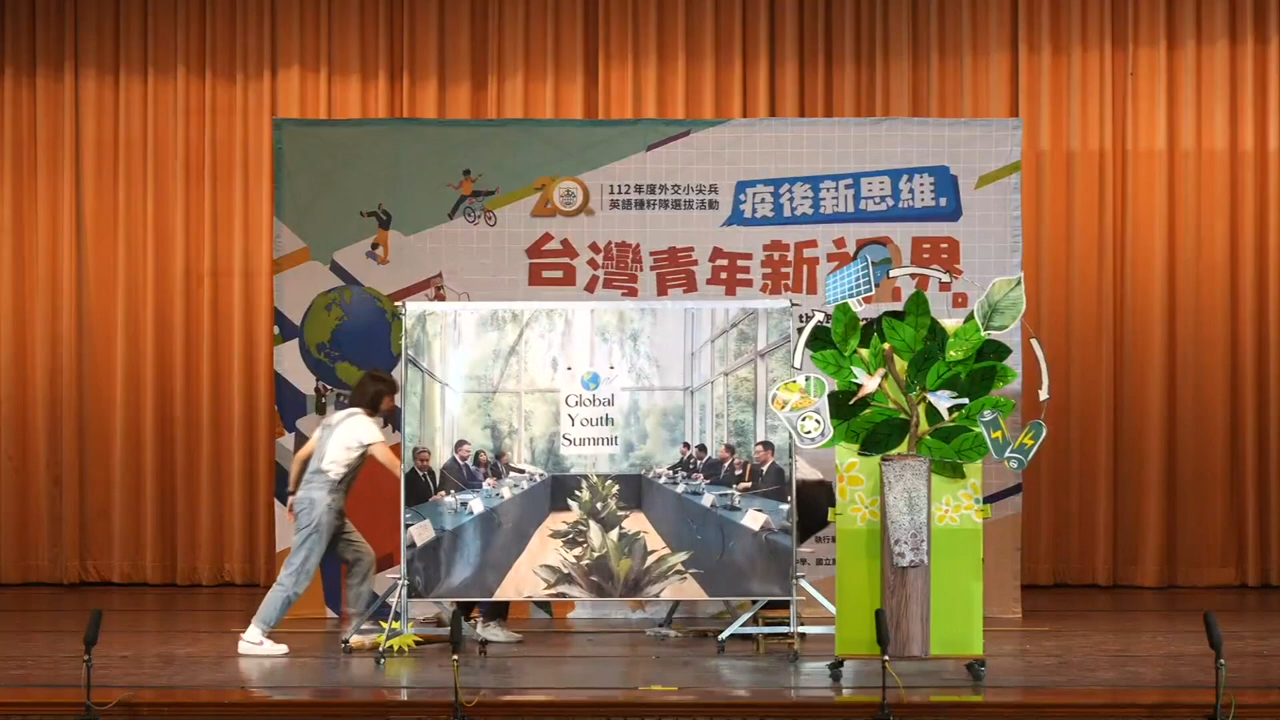 20
112年度外交小尖兵
英語種籽隊選拔活動
疫後新思維,
台灣青年新視界。
Global
Youth
Summit